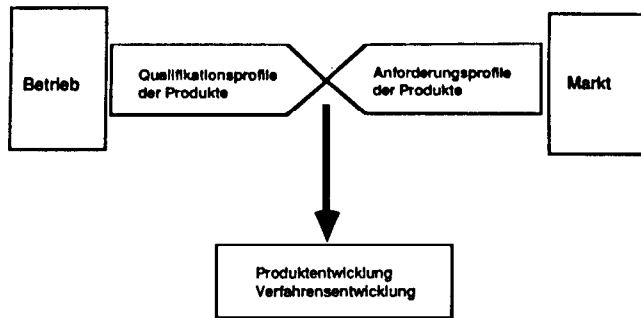 Betrieb
Qualifikationsprofile
der Produkte
Anforderungsprofile
der Produkte
Markt
Produktentwicklung
Verfahrensentwicklung